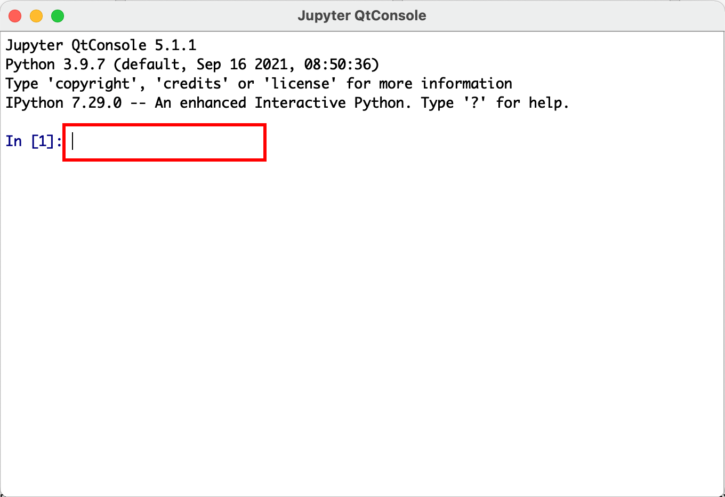 Jupyter QtConsole
Jupyter QtConsole 5.1.1
Python 3.9.7 (default, Sep 16 2021, 08:50:36)
Type 'copyright', 'credits' or 'license' for more information
IPython 7.29.0 -- An enhanced Interactive Python. Type '?' for help.
In [1]: